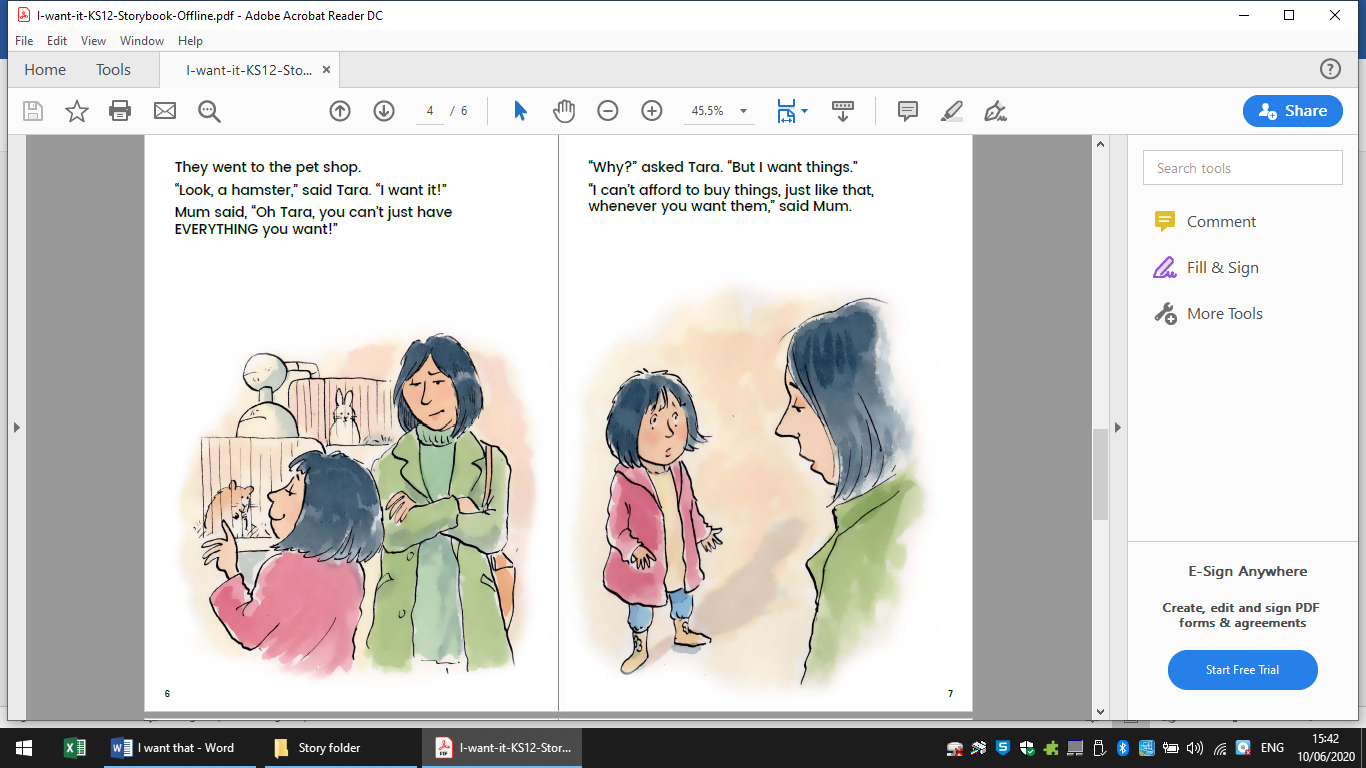 I-want-it-KS12-Storybook-Offline.pdf - Adobe Acrobat Reader DC
File Edit View Window Help
Home Tools I-want-it-KS12-Sto...
4 / 6 45.5% Share
They went to the pet shop.
“Look, a hamster,” said Tara. “I want it!”
Mum said, “Oh Tara, you can’t just have
EVERYTHING you want!”
6
“Why?” asked Tara. “But I want things.”
“I can’t afford to buy things, just like that,
whenever you want them,” said Mum.
7
Search tools
Comment
Fill & Sign
More Tools
E-Sign Anywhere
Create, edit and sign PDF
forms & agreements
Start Free Trial
I want that - Word
Story folder
I-want-it-KS12-Stor...
ENG
15:42
10/06/2020